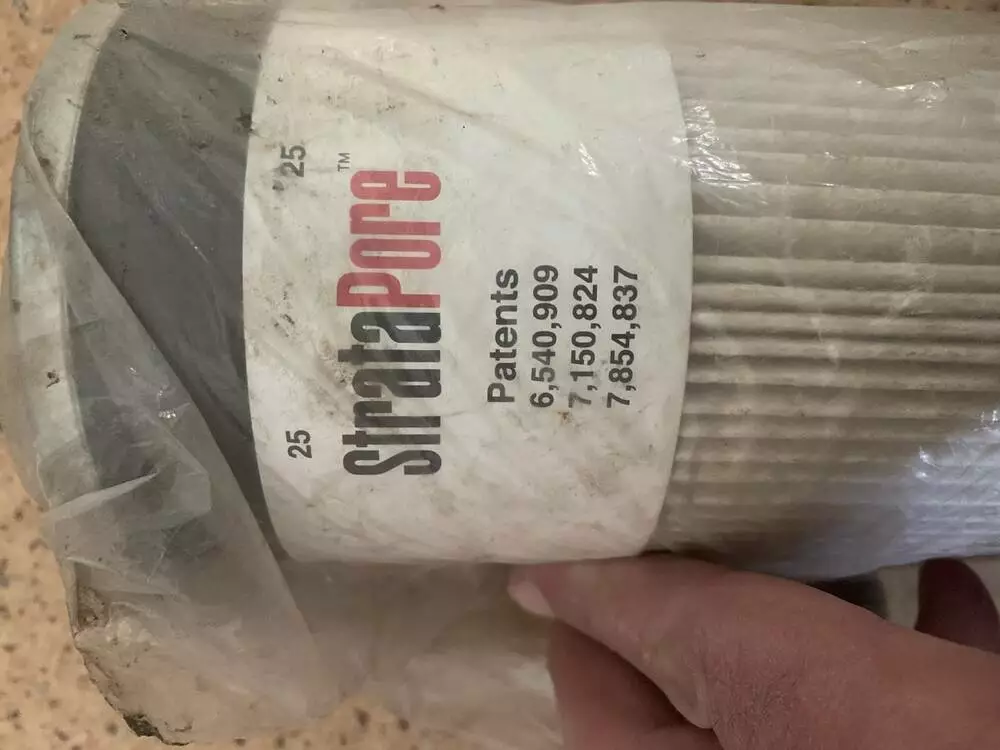 25 25
StrataPore™
Patents
6,540,909
7,150,824
7,854,837